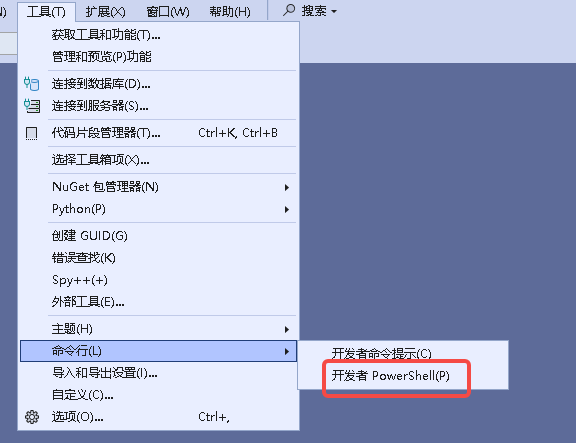 N) 工具(T) 扩展(X) 窗口(W) 帮助(H) 搜索
获取工具和功能(T)...
管理和预览(P)功能
连接到数据库(D)...
连接到服务器(S)...
代码片段管理器(T)... Ctrl+K, Ctrl+B
选择工具箱项(X)...
NuGet 包管理器(N)
Python(P)
创建 GUID(G)
错误查找(K)
Spy++(+)
外部工具(E)...
主题(H)
命令行(L)
开发者命令提示(C)
导入和导出设置(I)...
开发者 PowerShell(P)
自定义(C)...
选项(O)... Ctrl+,